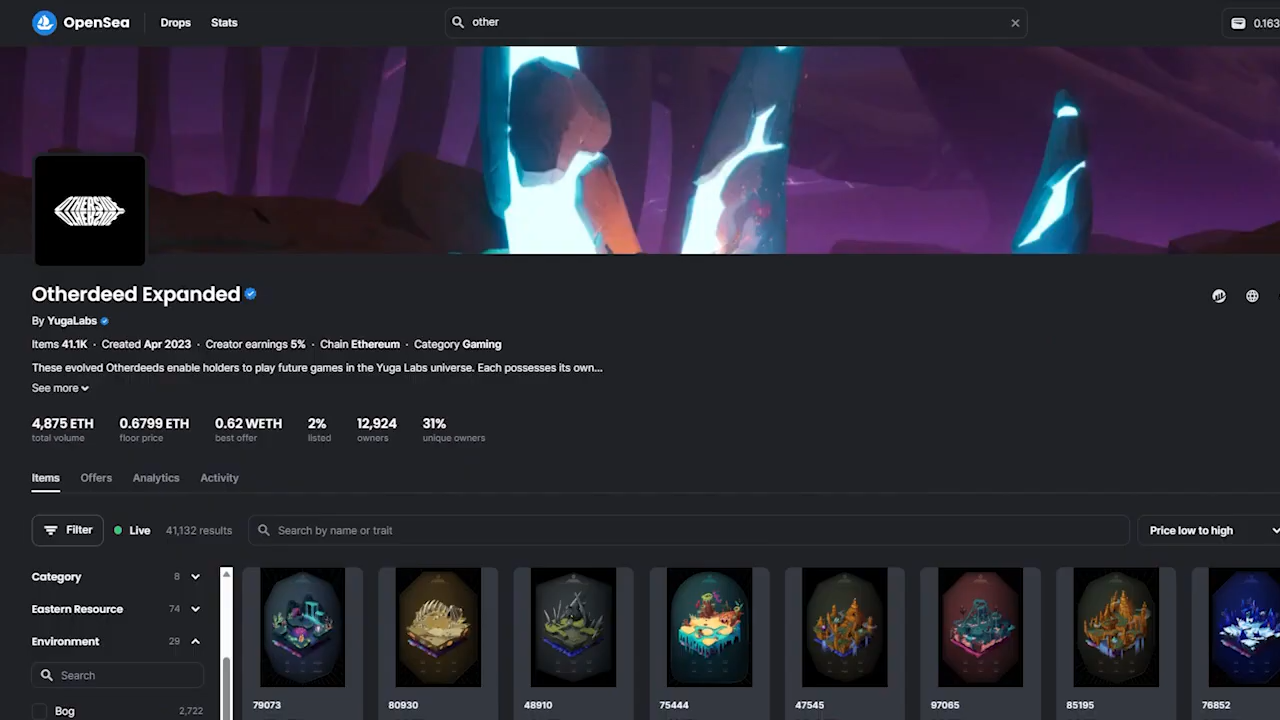 OpenSea
Drops
Stats
other
0.163
Otherdeed Expanded
By YugaLabs
Items 41.1K · Created Apr 2023 · Creator earnings 5% · Chain Ethereum · Category Gaming
These evolved Otherdeeds enable holders to play future games in the Yuga Labs universe. Each possesses its own...
See more
4,875 ETH
total volume
0.6799 ETH
floor price
0.62 WETH
best offer
2%
listed
12,924
owners
31%
unique owners
Items
Offers
Analytics
Activity
Filter
Live
41,132 results
Search by name or trait
Price low to high
Category 8
Eastern Resource 74
Environment 29
Search
Bog 2,722
79073
80930
48910
75444
47545
97065
85195
76852